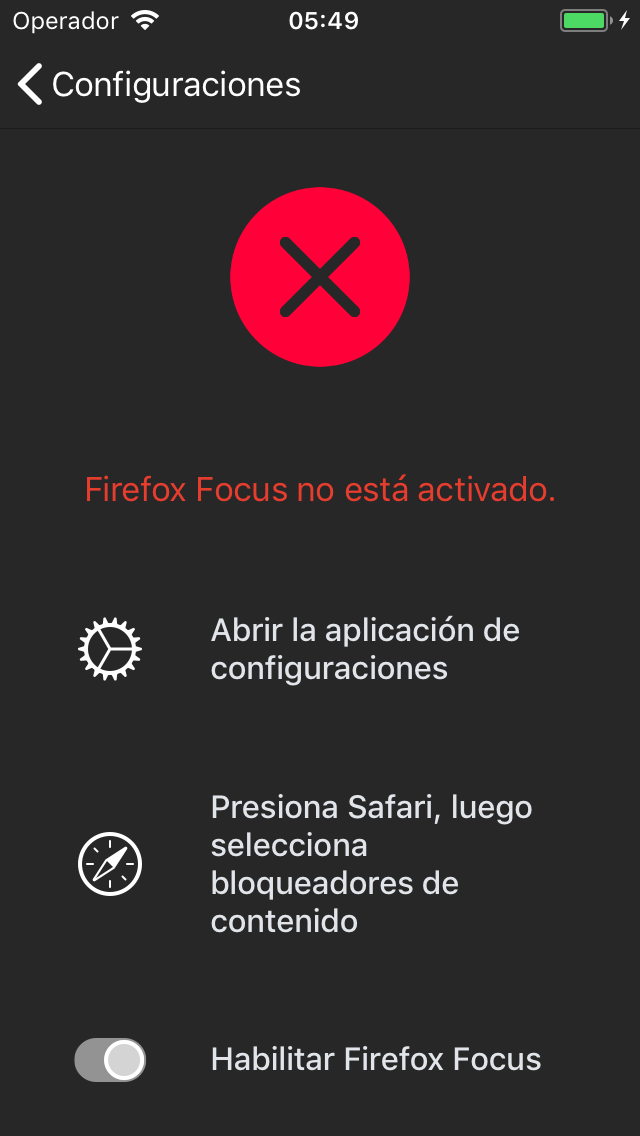 Operador
05:49
Configuraciones
Firefox Focus no está activado.
Abrir la aplicación de
configuraciones
Presiona Safari, luego
selecciona
bloqueadores de
contenido
Habilitar Firefox Focus